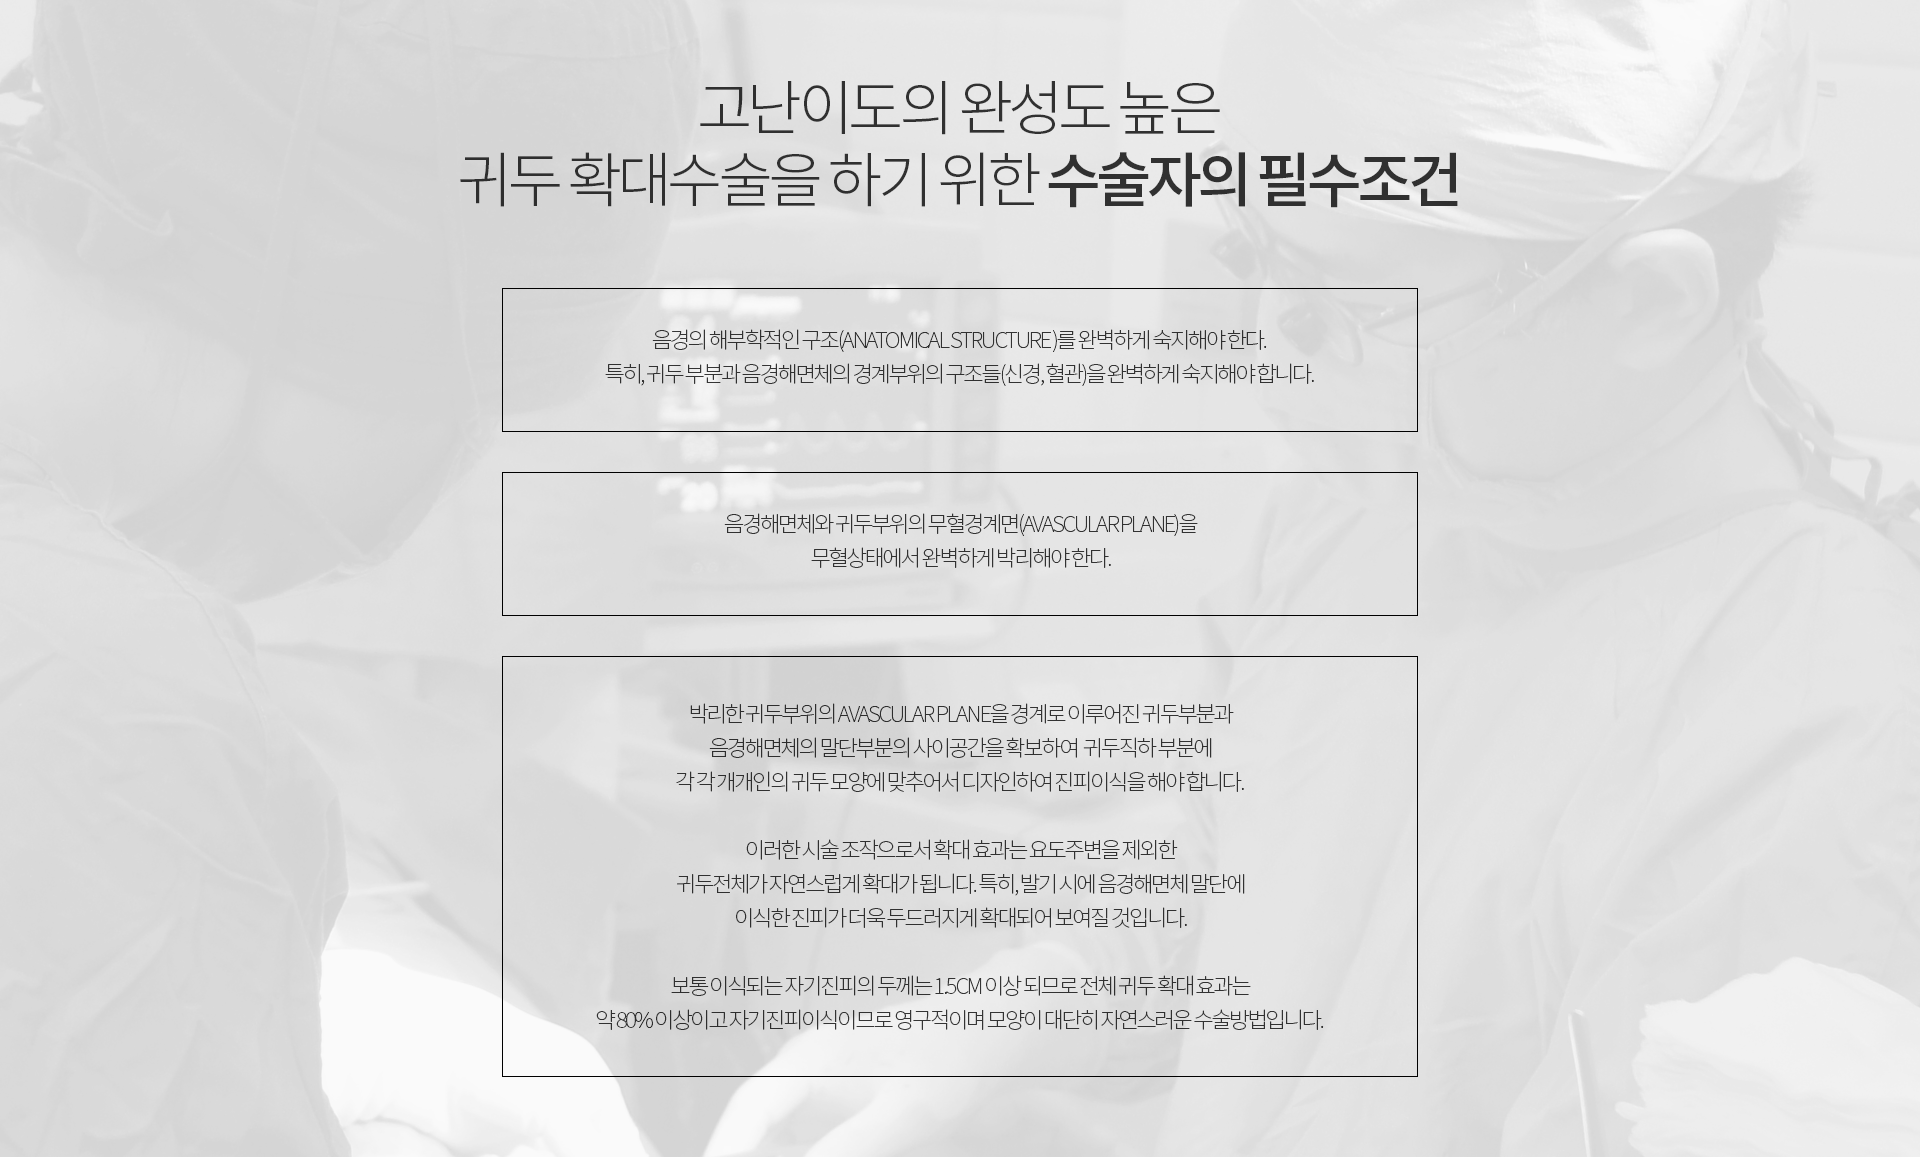 고난이도의 완성도 높은
귀두 확대수술을 하기 위한 수술자의 필수조건
음경의 해부학적인 구조(ANATOMICAL STRUCTURE)를 완벽하게 숙지해야 한다.
특히, 귀두 부분과 음경해면체의 경계부위의 구조들(신경, 혈관)을 완벽하게 숙지해야 합니다.
음경해면체와 귀두부위의 무혈경계면(AVASCULAR PLANE)을
무혈상태에서 완벽하게 박리해야 한다.
박리한 귀두부위의 AVASCULAR PLANE을 경계로 이루어진 귀두부분과
음경해면체의 말단부분의 사이공간을 확보하여 귀두직하 부분에
각 각 개개인의 귀두 모양에 맞추어서 디자인하여 진피이식을 해야 합니다.
이러한 시술 조작으로서 확대 효과는 요도주변을 제외한
귀두전체가 자연스럽게 확대가 됩니다. 특히, 발기 시에 음경해면체 말단에
이식한 진피가 더욱 두드러지게 확대되어 보여질 것입니다.
보통 이식되는 자기진피의 두께는 1.5CM 이상 되므로 전체 귀두 확대 효과는
약 80% 이상이고 자기진피이식이므로 영구적이며 모양이 대단히 자연스러운 수술방법입니다.